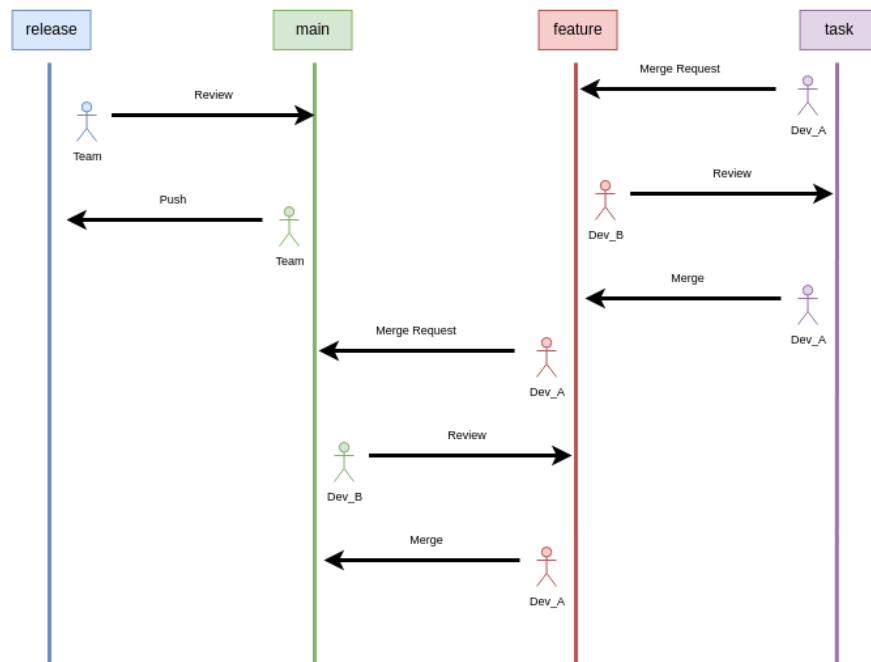 release
main
feature
task
Merge Request
Dev_A
Review
Team
Review
Dev_B
Push
Team
Merge
Dev_A
Merge Request
Dev_A
Review
Dev_B
Merge
Dev_A